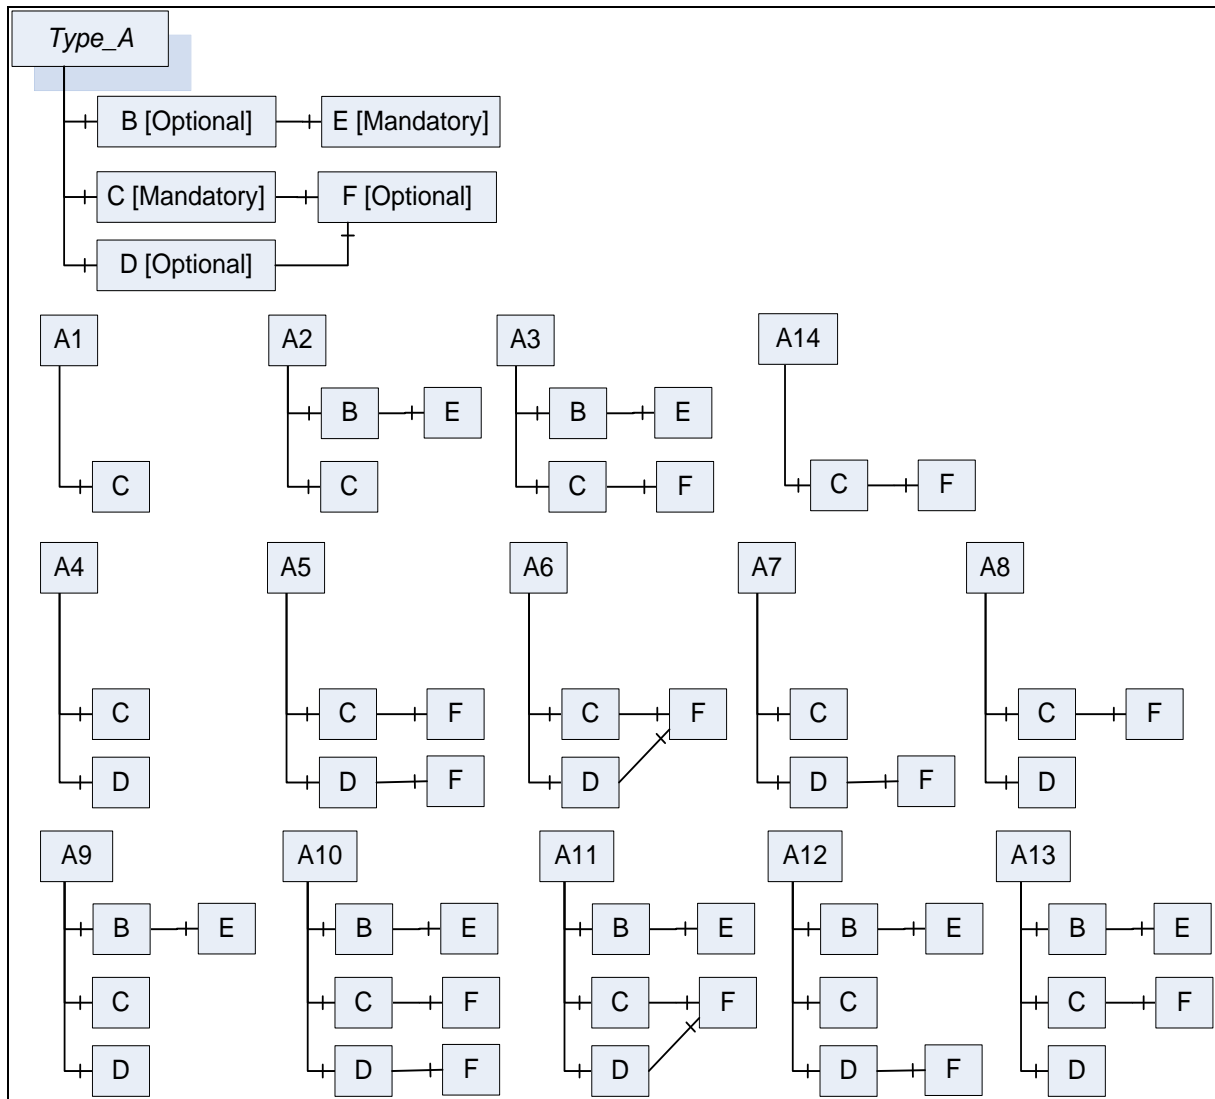 Type_A
B [Optional] E [Mandatory]
C [Mandatory] F [Optional]
D [Optional]
A1 A2 A3 A14
B E B E
C C C F C F
A4 A5 A6 A7 A8
C C F C F C C F
D D F D D F D
A9 A10 A11 A12 A13
B E B E B E B E B E
C C F C F C C F
D D F D D F D